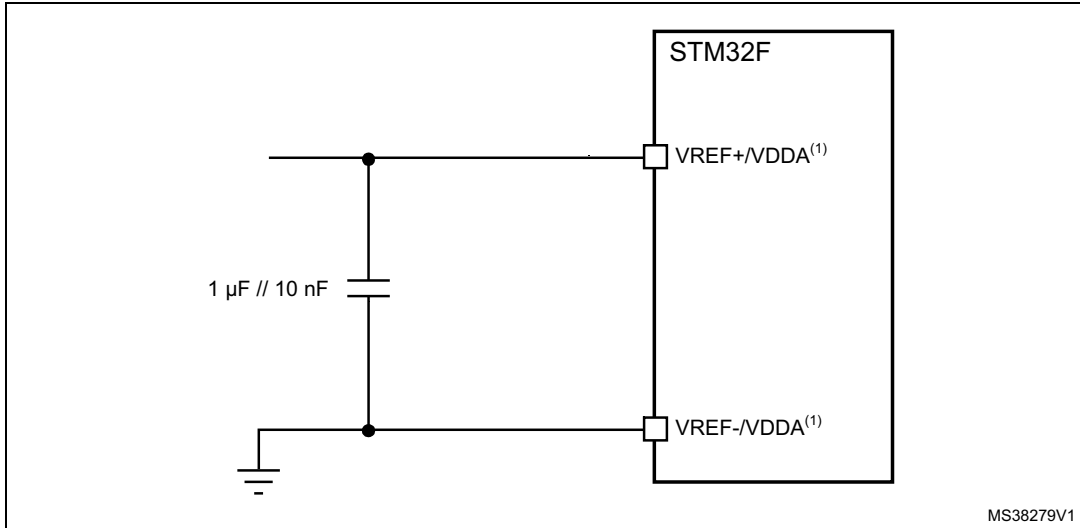 STM32F
VREF+/VDDA(1)
1 µF // 10 nF
VREF-/VDDA(1)
MS38279V1